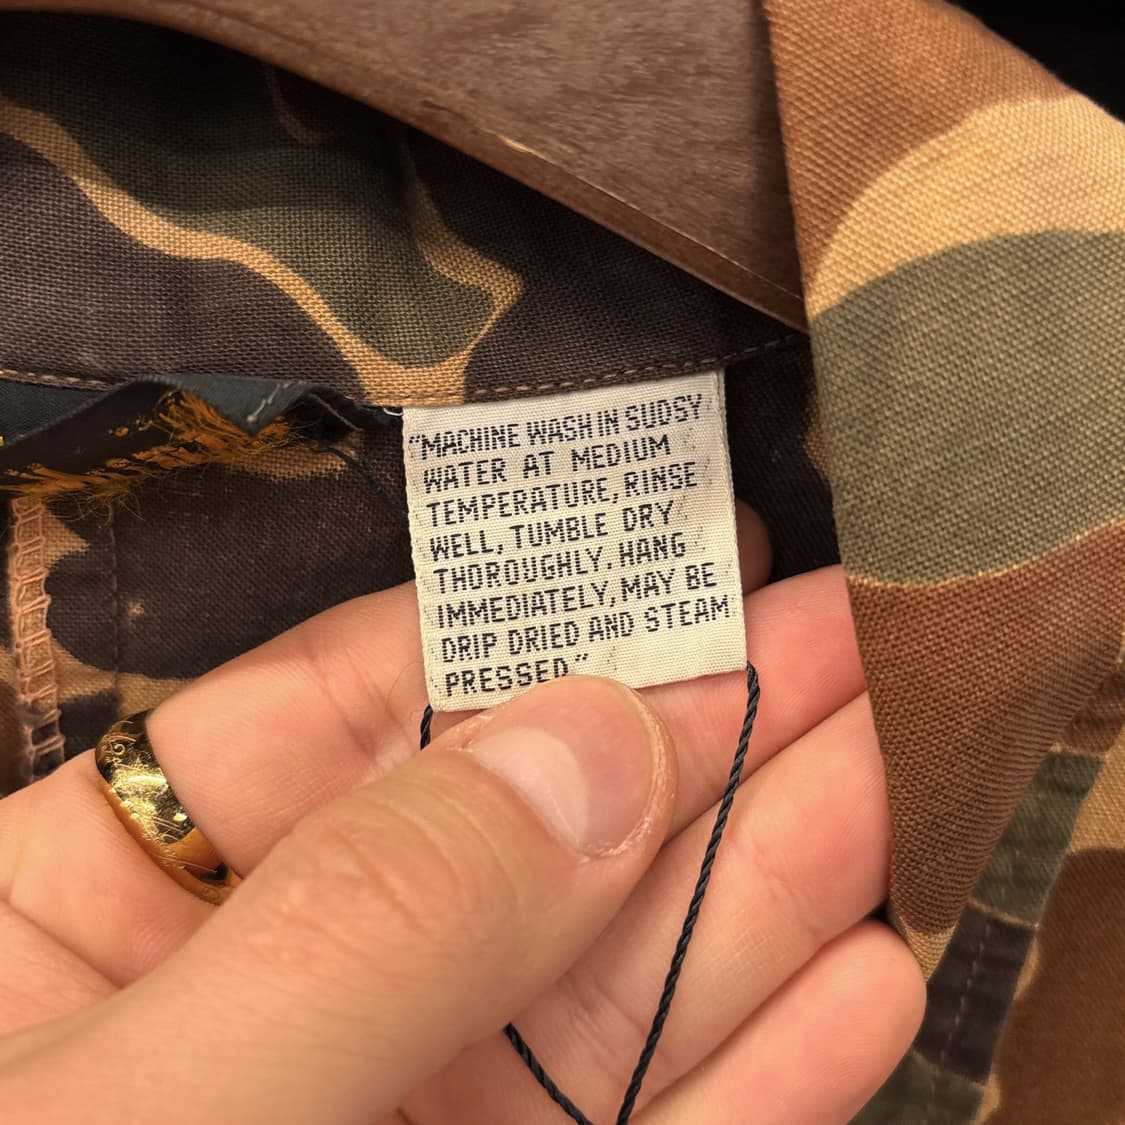 “MACHINE WASH IN SUDSY
WATER AT MEDIUM
TEMPERATURE, RINSE
WELL, TUMBLE DRY
THOROUGHLY. HANG
IMMEDIATELY, MAY BE
DRIP DRIED AND STEAM
PRESSED”